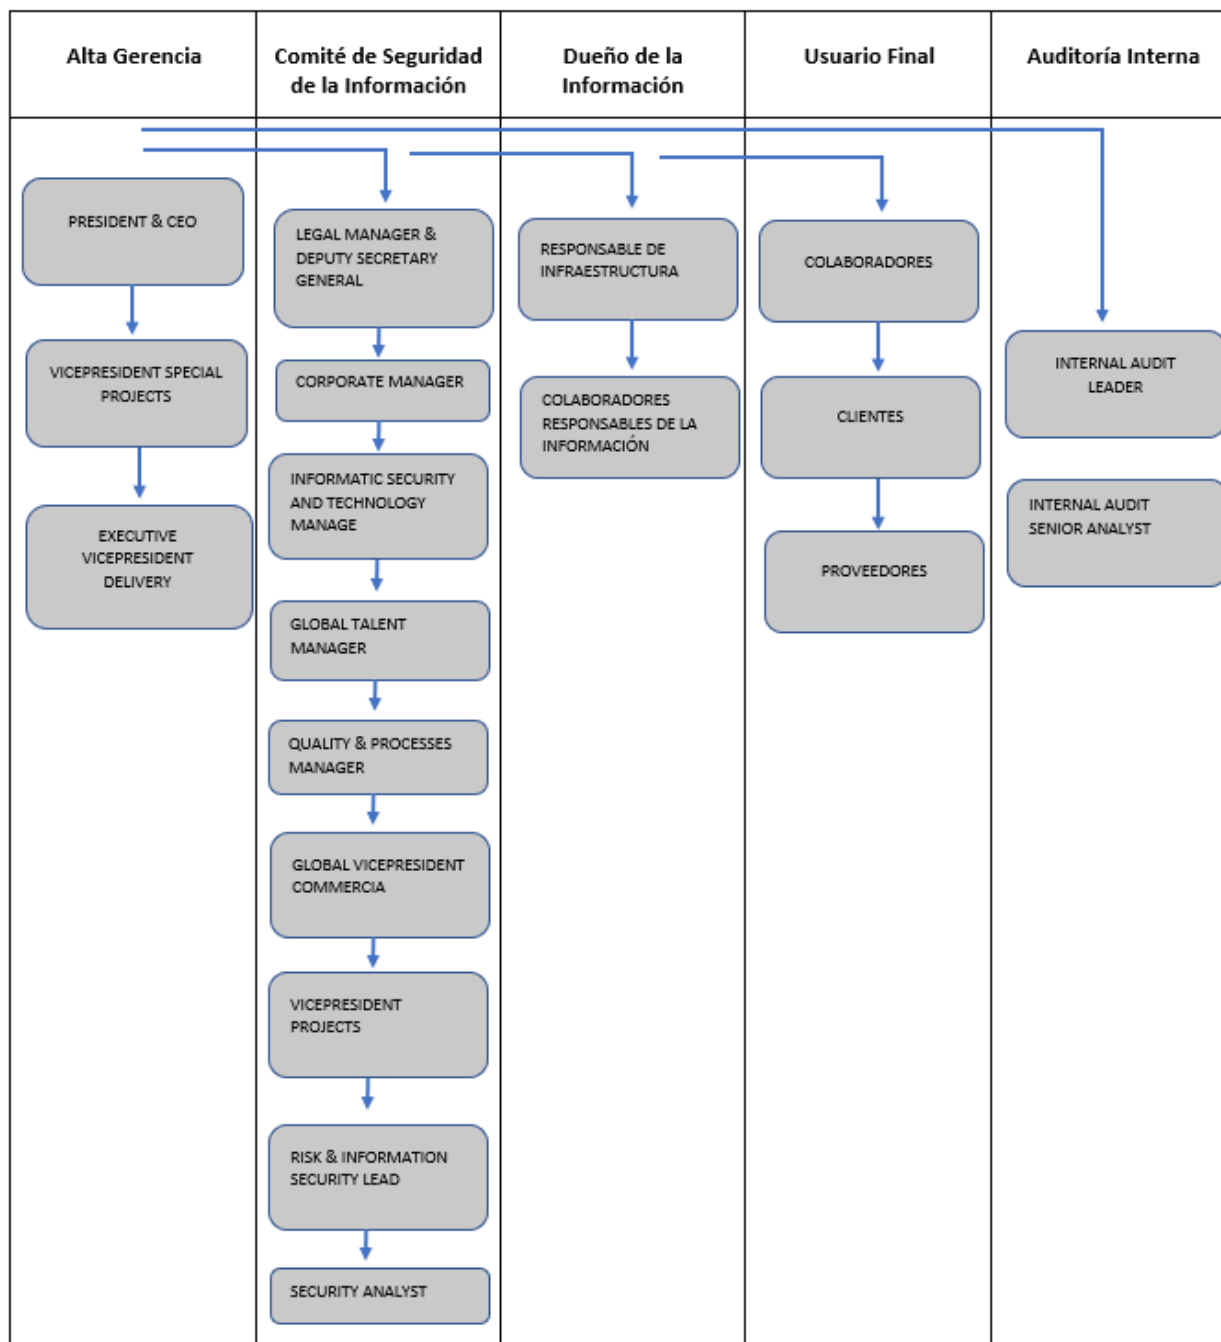 Alta Gerencia
Comité de Seguridad
de la Información
Dueño de la
Información
Usuario Final
Auditoría Interna
PRESIDENT & CEO
VICEPRESIDENT SPECIAL
PROJECTS
EXECUTIVE
VICEPRESIDENT
DELIVERY
LEGAL MANAGER &
DEPUTY SECRETARY
GENERAL
CORPORATE MANAGER
INFORMATIC SECURITY
AND TECHNOLOGY
MANAGE
GLOBAL TALENT
MANAGER
QUALITY & PROCESSES
MANAGER
GLOBAL VICEPRESIDENT
COMMERCIA
VICEPRESIDENT
PROJECTS
RISK & INFORMATION
SECURITY LEAD
SECURITY ANALYST
RESPONSABLE DE
INFRAESTRUCTURA
COLABORADORES
RESPONSABLES DE LA
INFORMACIÓN
COLABORADORES
CLIENTES
PROVEEDORES
INTERNAL AUDIT
LEADER
INTERNAL AUDIT
SENIOR ANALYST